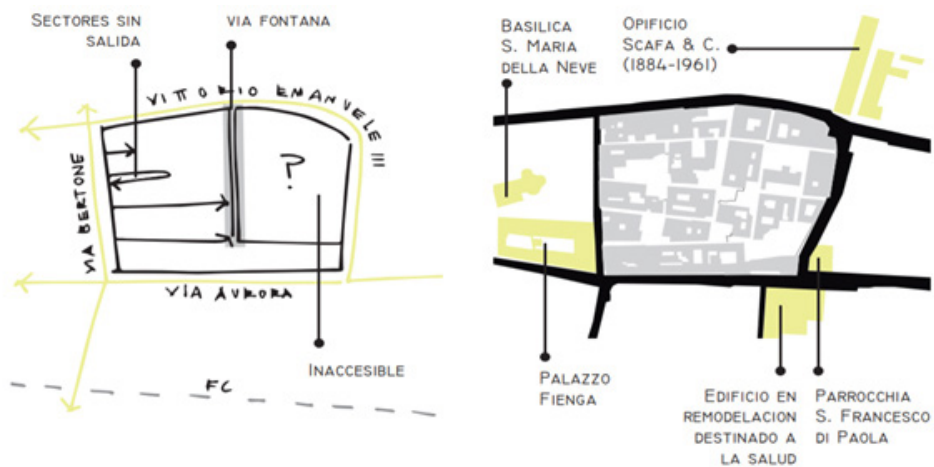 SECTORES SIN
SALIDA
VIA FONTANA
VITTORIO EMANUELE III
VIA BERTONE
?
VIA AURORA
INACCESIBLE
FC
BASILICA
S. MARIA
DELLA NEVE
OPIFICIO
SCAFA & C.
(1884-1961)
PALAZZO
FIENGA
EDIFICIO EN
REMODELACION
DESTINADO A
LA SALUD
PARROCCHIA
S. FRANCESCO
DI PAOLA